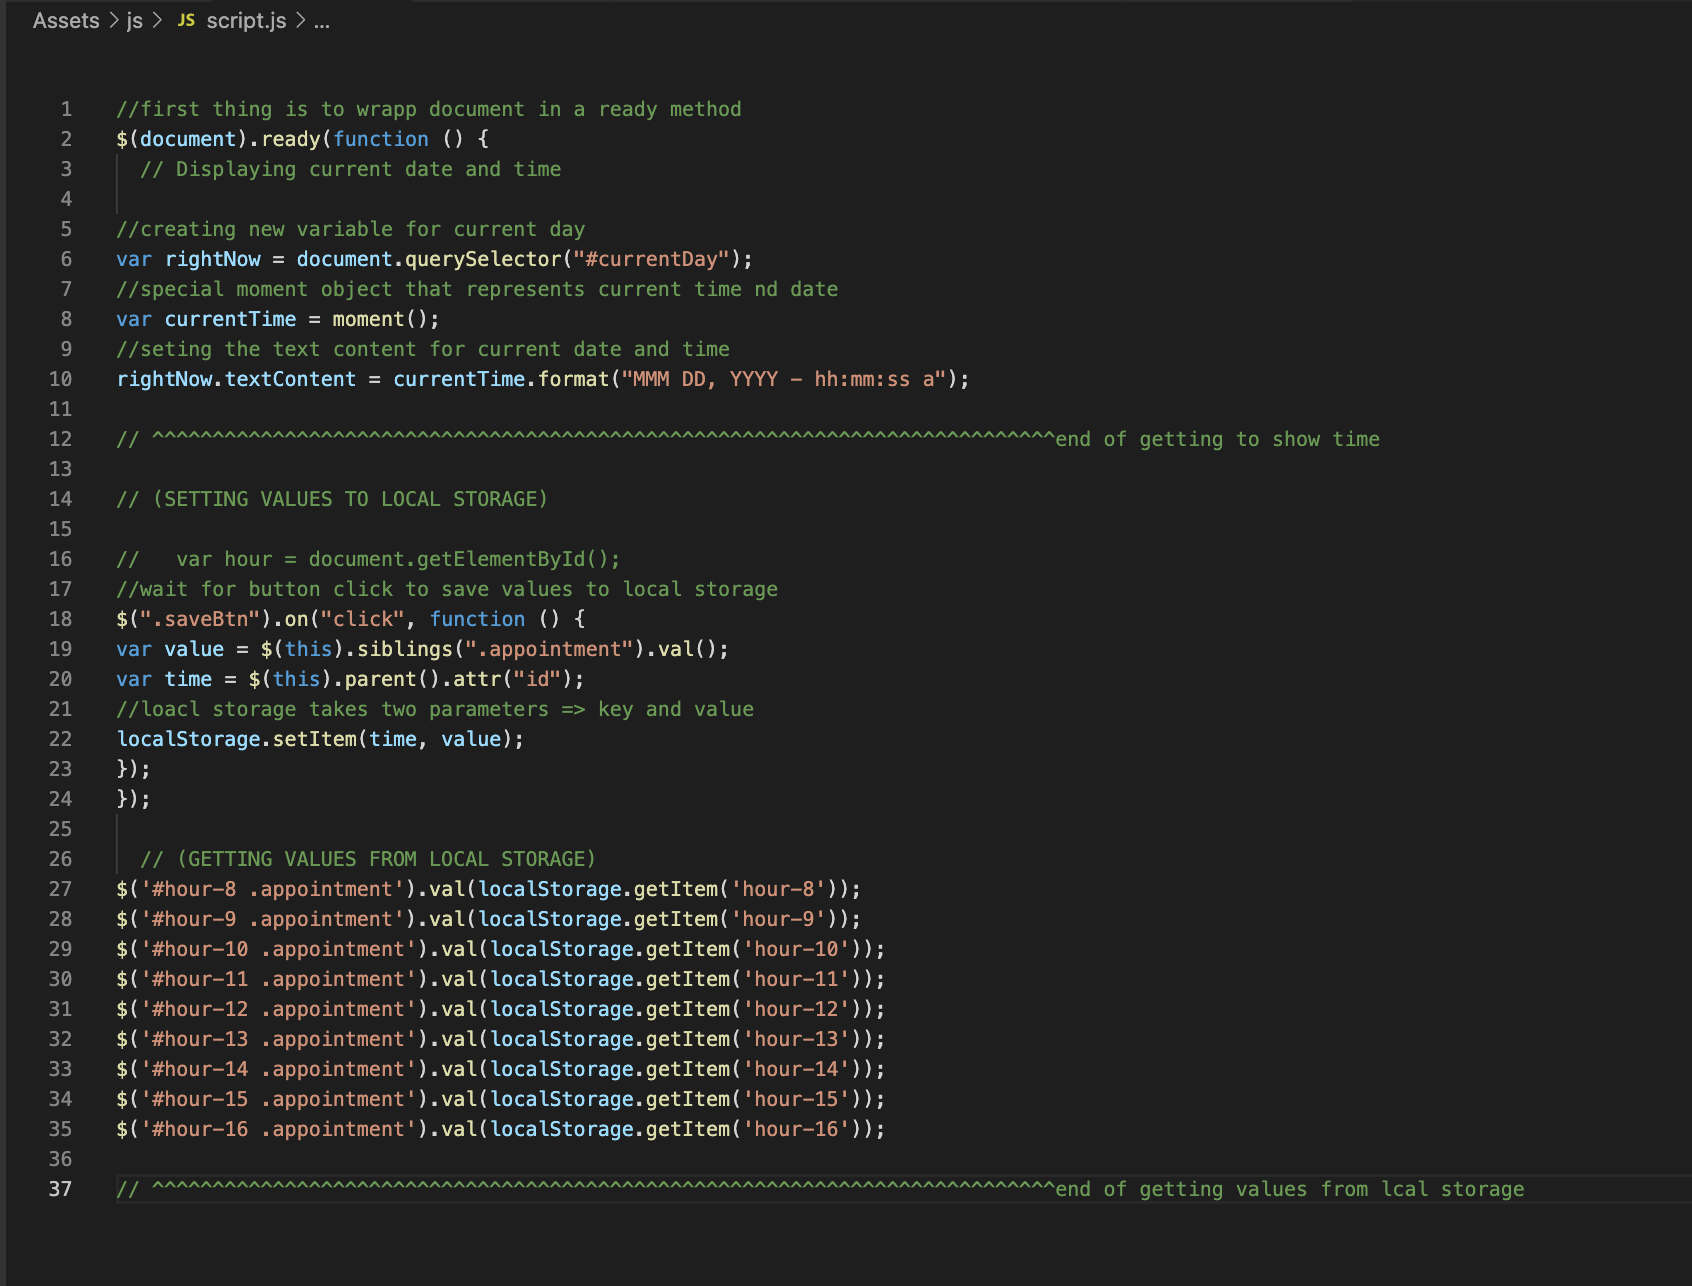 Assets > js > JS script.js > ...
1 //first thing is to wrapp document in a ready method
2 $(document).ready(function () {
3   // Displaying current date and time
4
5 //creating new variable for current day
6 var rightNow = document.querySelector("#currentDay");
7 //special moment object that represents current time nd date
8 var currentTime = moment();
9 //seting the text content for current date and time
10 rightNow.textContent = currentTime.format("MMM DD, YYYY - hh:mm:ss a");
11
12 // ^^^^^^^^^^^^^^^^^^^^^^^^^^^^^^^^^^^^^^^^^^^^^^^^^^^^^^^^^^^^^^^^^^^^^^^^^^^end of getting to show time
13
14 // (SETTING VALUES TO LOCAL STORAGE)
15
16 //   var hour = document.getElementById();
17 //wait for button click to save values to local storage
18 $(".saveBtn").on("click", function () {
19 var value = $(this).siblings(".appointment").val();
20 var time = $(this).parent().attr("id");
21 //loacl storage takes two parameters => key and value
22 localStorage.setItem(time, value);
23 });
24 });
25
26   // (GETTING VALUES FROM LOCAL STORAGE)
27 $('#hour-8 .appointment').val(localStorage.getItem('hour-8'));
28 $('#hour-9 .appointment').val(localStorage.getItem('hour-9'));
29 $('#hour-10 .appointment').val(localStorage.getItem('hour-10'));
30 $('#hour-11 .appointment').val(localStorage.getItem('hour-11'));
31 $('#hour-12 .appointment').val(localStorage.getItem('hour-12'));
32 $('#hour-13 .appointment').val(localStorage.getItem('hour-13'));
33 $('#hour-14 .appointment').val(localStorage.getItem('hour-14'));
34 $('#hour-15 .appointment').val(localStorage.getItem('hour-15'));
35 $('#hour-16 .appointment').val(localStorage.getItem('hour-16'));
36
37 // ^^^^^^^^^^^^^^^^^^^^^^^^^^^^^^^^^^^^^^^^^^^^^^^^^^^^^^^^^^^^^^^^^^^^^^^^^^^end of getting values from lcal storage